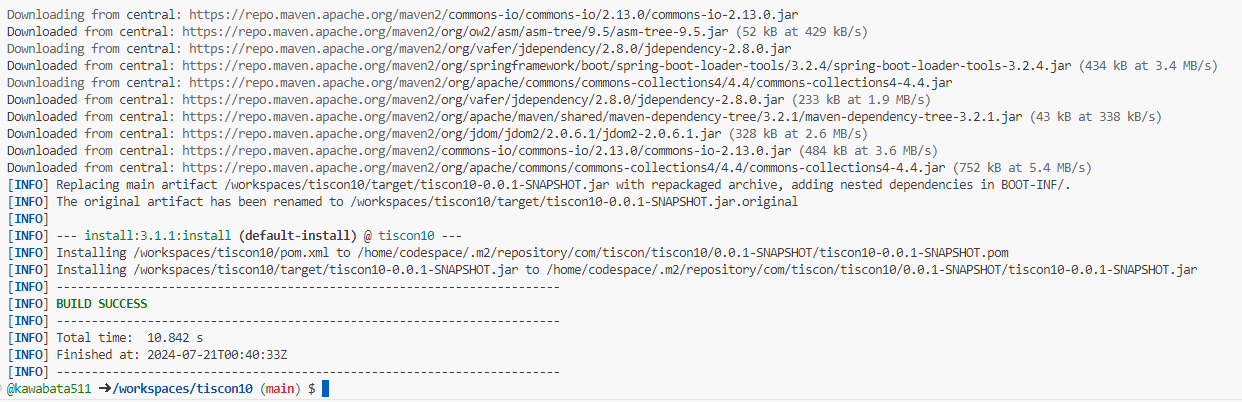 Downloading from central: https://repo.maven.apache.org/maven2/commons-io/commons-io/2.13.0/commons-io-2.13.0.jar
Downloaded from central: https://repo.maven.apache.org/maven2/org/ow2/asm/asm-tree/9.5/asm-tree-9.5.jar (52 kB at 429 kB/s)
Downloading from central: https://repo.maven.apache.org/maven2/org/vafer/jdependency/2.8.0/jdependency-2.8.0.jar
Downloaded from central: https://repo.maven.apache.org/maven2/org/springframework/boot/spring-boot-loader-tools/3.2.4/spring-boot-loader-tools-3.2.4.jar (434 kB at 3.4 MB/s)
Downloading from central: https://repo.maven.apache.org/maven2/org/apache/commons/commons-collections4/4.4/commons-collections4-4.4.jar
Downloaded from central: https://repo.maven.apache.org/maven2/org/vafer/jdependency/2.8.0/jdependency-2.8.0.jar (233 kB at 1.9 MB/s)
Downloaded from central: https://repo.maven.apache.org/maven2/org/apache/maven/shared/maven-dependency-tree/3.2.1/maven-dependency-tree-3.2.1.jar (43 kB at 338 kB/s)
Downloaded from central: https://repo.maven.apache.org/maven2/org/jdom/jdom2/2.0.6.1/jdom2-2.0.6.1.jar (328 kB at 2.6 MB/s)
Downloaded from central: https://repo.maven.apache.org/maven2/commons-io/commons-io/2.13.0/commons-io-2.13.0.jar (484 kB at 3.6 MB/s)
Downloaded from central: https://repo.maven.apache.org/maven2/org/apache/commons/commons-collections4/4.4/commons-collections4-4.4.jar (752 kB at 5.4 MB/s)
[INFO] Replacing main artifact /workspaces/tiscon10/target/tiscon10-0.0.1-SNAPSHOT.jar with repackaged archive, adding nested dependencies in BOOT-INF/.
[INFO] The original artifact has been renamed to /workspaces/tiscon10/target/tiscon10-0.0.1-SNAPSHOT.jar.original
[INFO]
[INFO] --- install:3.1.1:install (default-install) @ tiscon10 ---
[INFO] Installing /workspaces/tiscon10/pom.xml to /home/codespace/.m2/repository/com/tiscon/tiscon10/0.0.1-SNAPSHOT/tiscon10-0.0.1-SNAPSHOT.pom
[INFO] Installing /workspaces/tiscon10/target/tiscon10-0.0.1-SNAPSHOT.jar to /home/codespace/.m2/repository/com/tiscon/tiscon10/0.0.1-SNAPSHOT/tiscon10-0.0.1-SNAPSHOT.jar
[INFO] ------------------------------------------------------------------------
[INFO] BUILD SUCCESS
[INFO] ------------------------------------------------------------------------
[INFO] Total time:  10.842 s
[INFO] Finished at: 2024-07-21T00:40:33Z
[INFO] ------------------------------------------------------------------------
@kawabata511 ➜/workspaces/tiscon10 (main) $